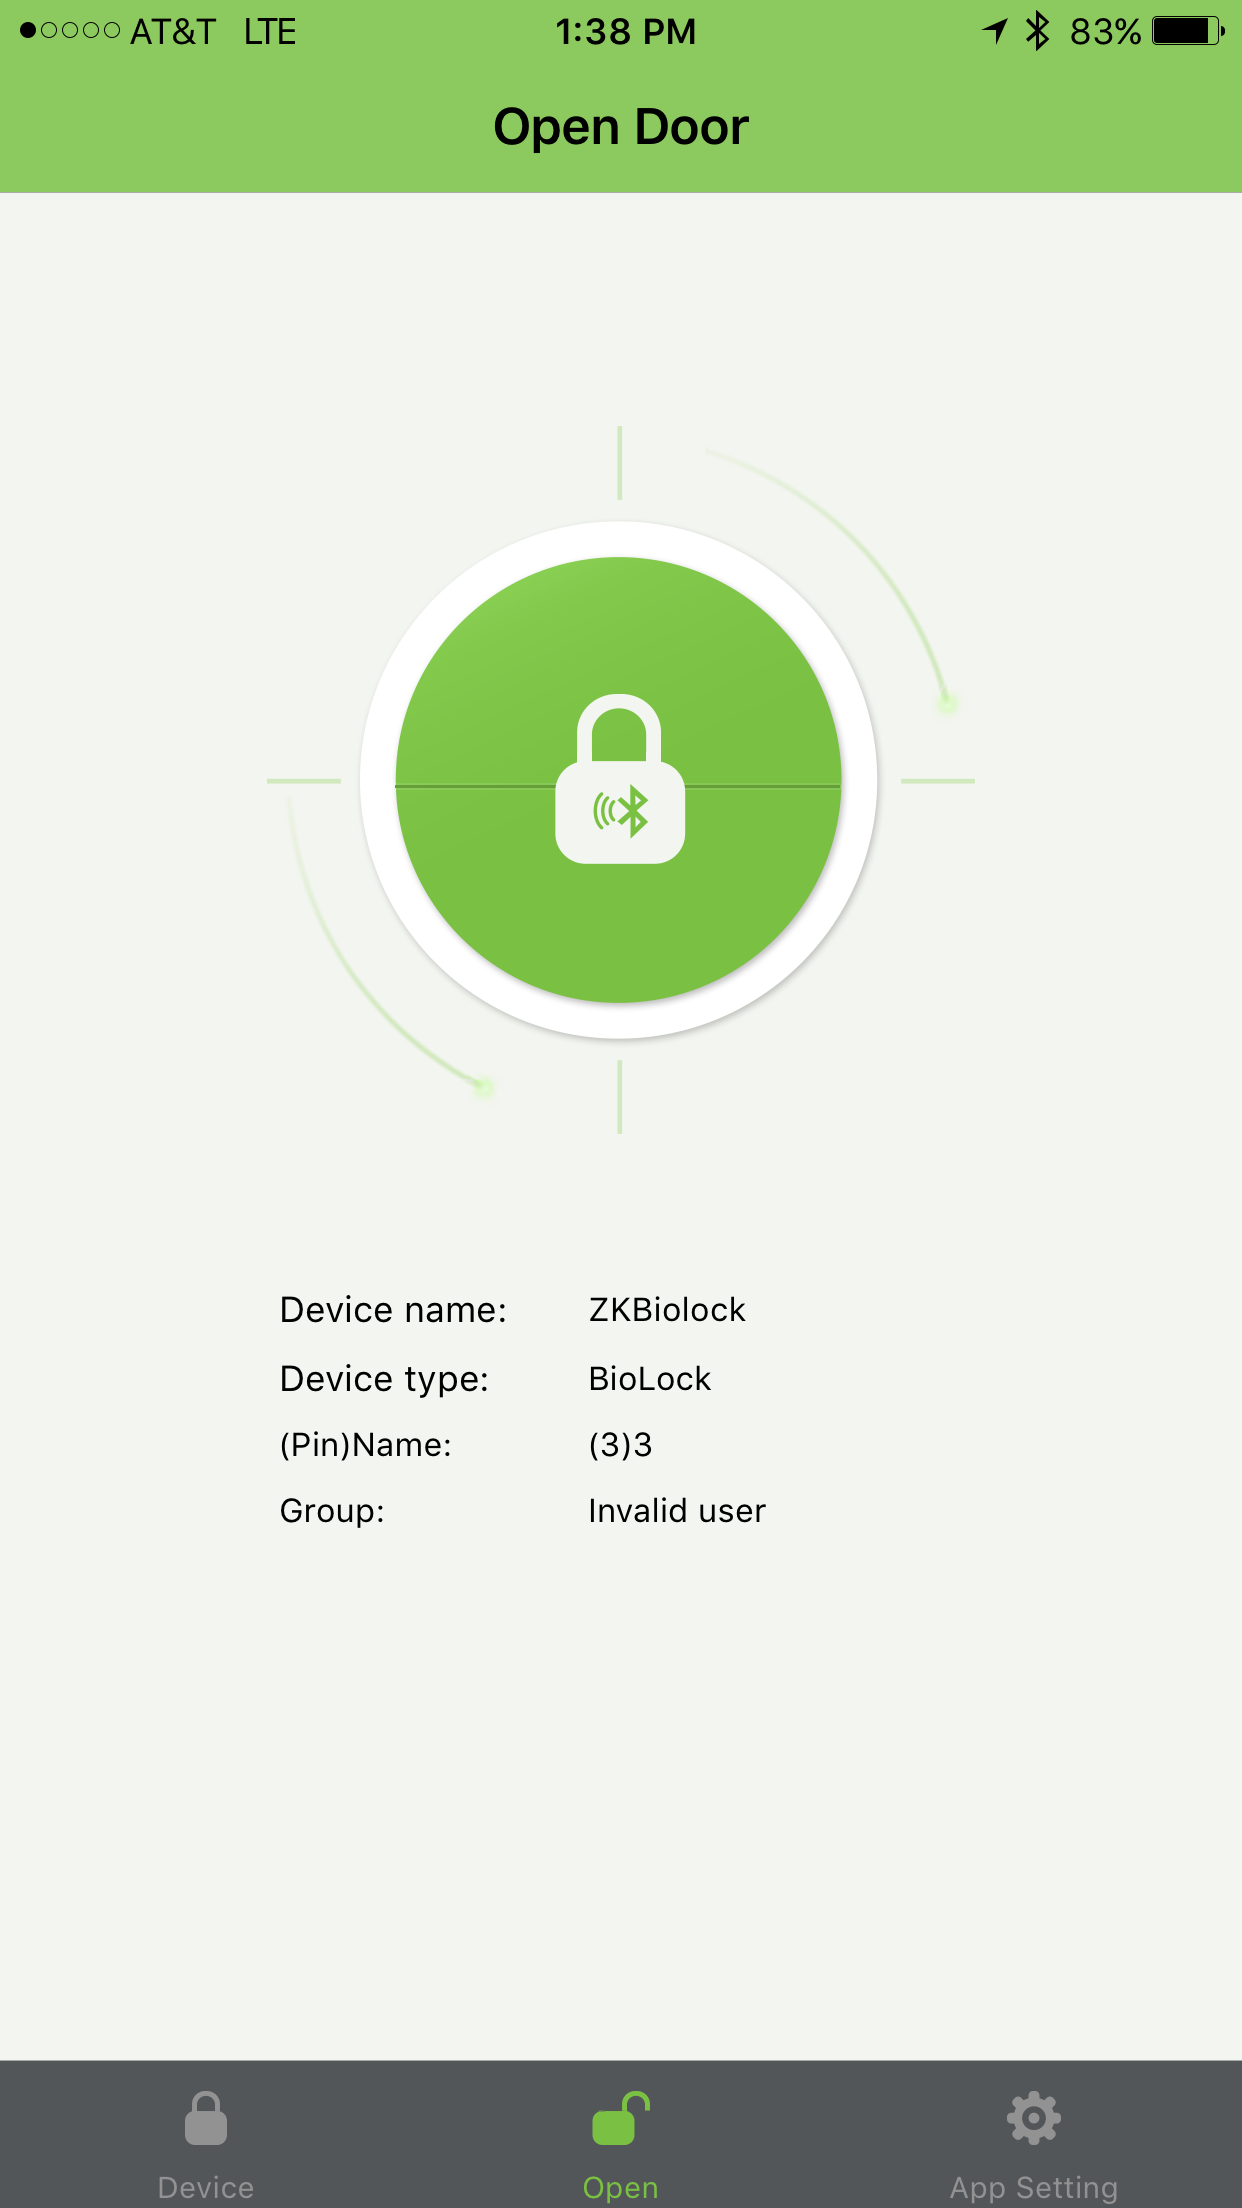 AT&T LTE 1:38 PM 83%
Open Door
Device name: ZKBiolock
Device type: BioLock
(Pin)Name: (3)3
Group: Invalid user
Device Open App Setting